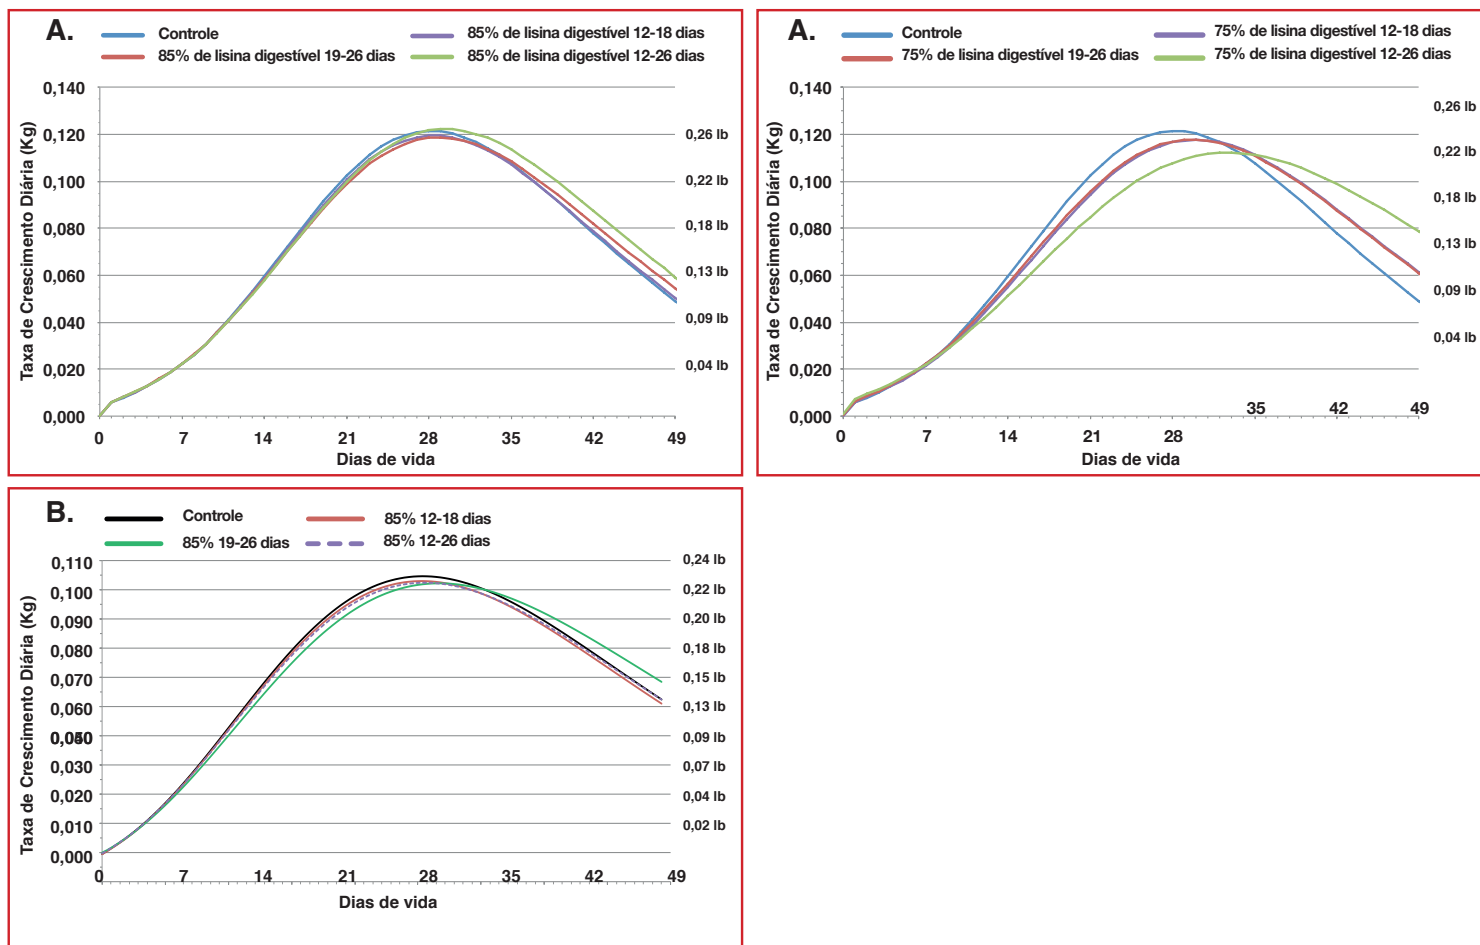 A.
Controle
85% de lisina digestível 12-18 dias
85% de lisina digestível 19-26 dias
85% de lisina digestível 12-26 dias
Taxa de Crescimento Diária (Kg)
0,140
0,120
0,100
0,080
0,060
0,040
0,020
0,000
0,26 lb
0,22 lb
0,18 lb
0,13 lb
0,09 lb
0,04 lb
0 7 14 21 28 35 42 49
Dias de vida
A.
Controle
75% de lisina digestível 12-18 dias
75% de lisina digestível 19-26 dias
75% de lisina digestível 12-26 dias
Taxa de Crescimento Diária (Kg)
0,140
0,120
0,100
0,080
0,060
0,040
0,020
0,000
0,26 lb
0,22 lb
0,18 lb
0,13 lb
0,09 lb
0,04 lb
0 7 14 21 28 35 42 49
Dias de vida
B.
Controle
85% 12-18 dias
85% 19-26 dias
85% 12-26 dias
Taxa de Crescimento Diária (Kg)
0,110
0,100
0,090
0,080
0,070
0,060
0,030
0,020
0,010
0,000
0,24 lb
0,22 lb
0,20 lb
0,18 lb
0,15 lb
0,13 lb
0,09 lb
0,07 lb
0,04 lb
0,02 lb
0 7 14 21 28 35 42 49
Dias de vida